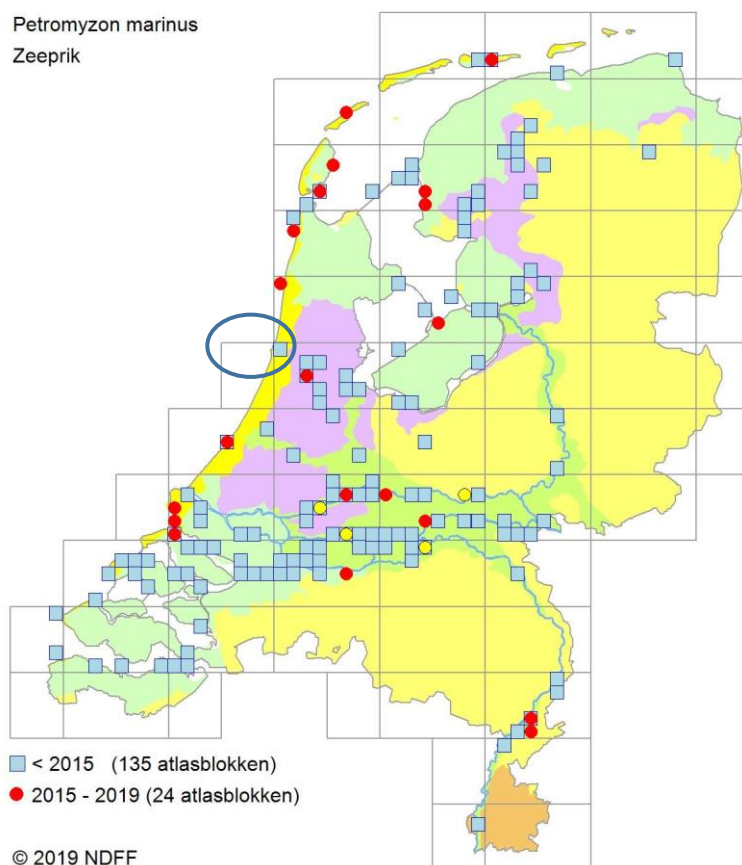 Petromyzon marinus
Zeeprik
< 2015 (135 atlasblokken)
2015 - 2019 (24 atlasblokken)
© 2019 NDFF